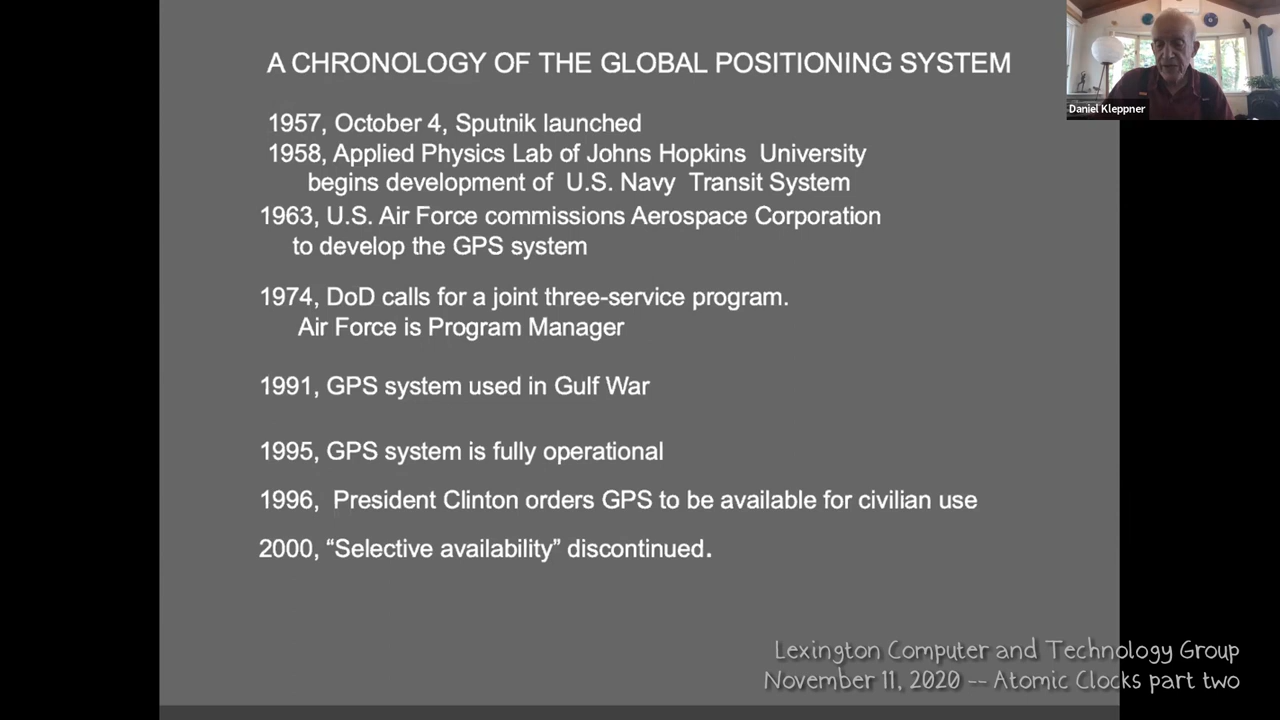 A CHRONOLOGY OF THE GLOBAL POSITIONING SYSTEM
Daniel Kleppner
1957, October 4, Sputnik launched
1958, Applied Physics Lab of Johns Hopkins University
begins development of U.S. Navy Transit System
1963, U.S. Air Force commissions Aerospace Corporation
to develop the GPS system
1974, DoD calls for a joint three-service program.
Air Force is Program Manager
1991, GPS system used in Gulf War
1995, GPS system is fully operational
1996, President Clinton orders GPS to be available for civilian use
2000, “Selective availability” discontinued.
Lexington Computer and Technology Group
November 11, 2020 -- Atomic Clocks part two